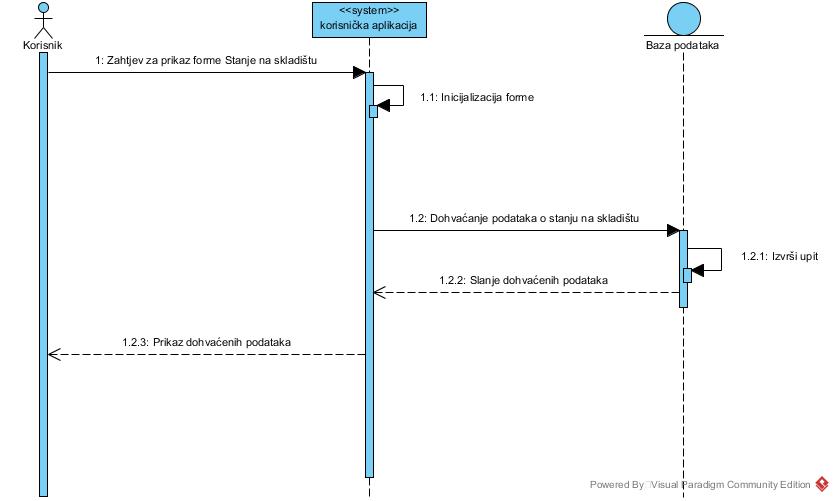 <<system>>
korisnička aplikacija
Korisnik
Baza podataka
1: Zahtjev za prikaz forme Stanje na skladištu
1.1: Inicijalizacija forme
1.2: Dohvaćanje podataka o stanju na skladištu
1.2.1: Izvrši upit
1.2.2: Slanje dohvaćenih podataka
1.2.3: Prikaz dohvaćenih podataka
Powered By Visual Paradigm Community Edition